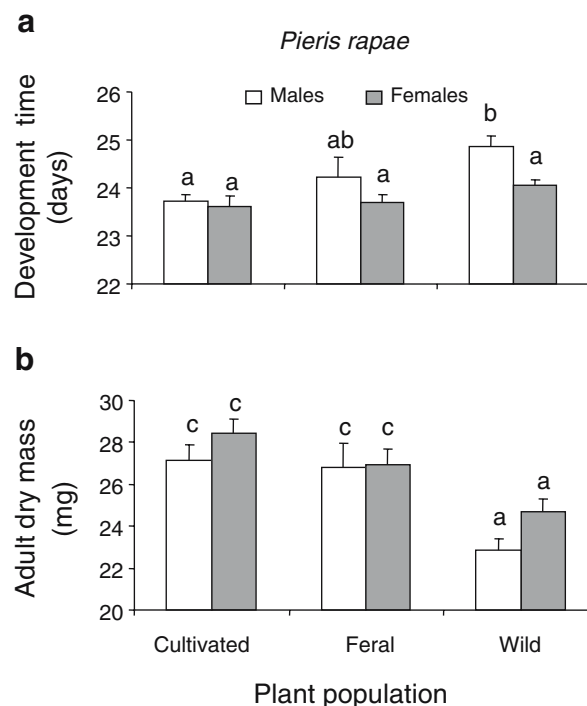 a
Pieris rapae
Development time
(days)
26
25
24
23
22
Males
Females
a
a
ab
a
b
a
b
Adult dry mass
(mg)
30
28
26
24
22
20
c
c
c
c
a
a
Cultivated
Feral
Wild
Plant population